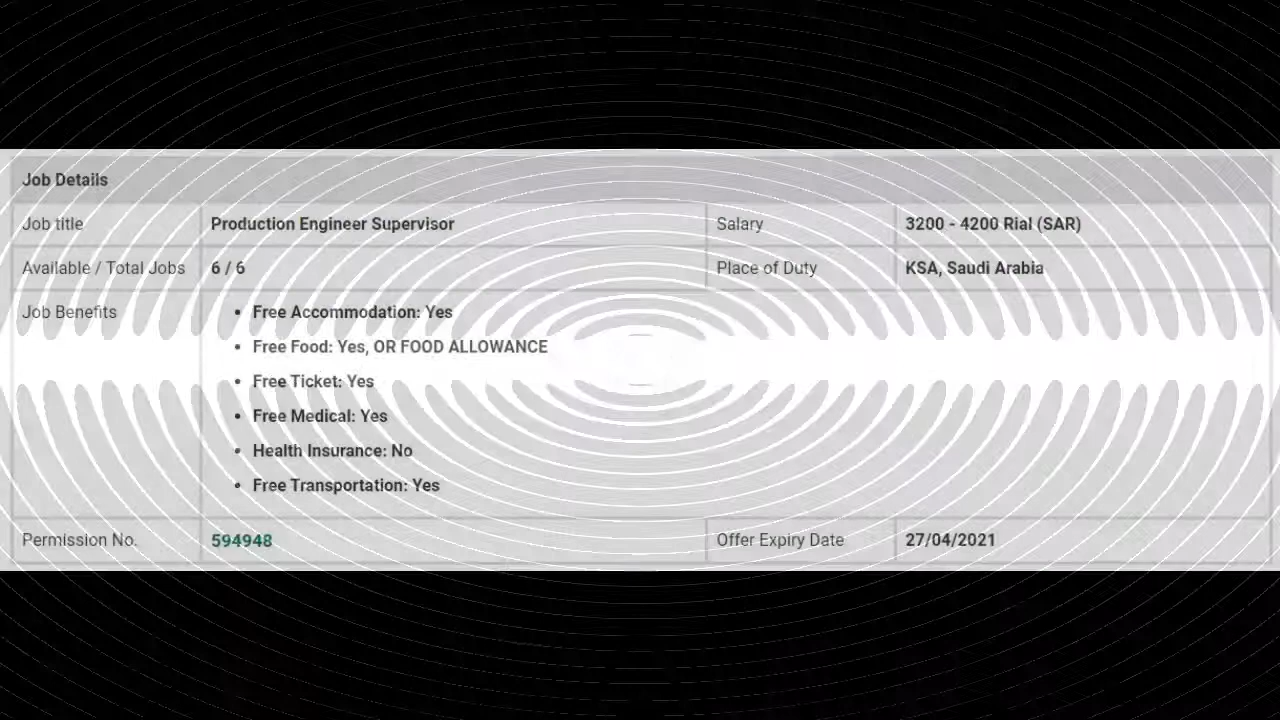 Job Details
Job title Production Engineer Supervisor Salary 3200 - 4200 Rial (SAR)
Available / Total Jobs 6 / 6 Place of Duty KSA, Saudi Arabia
Job Benefits • Free Accommodation: Yes
• Free Food: Yes, OR FOOD ALLOWANCE
• Free Ticket: Yes
• Free Medical: Yes
• Health Insurance: No
• Free Transportation: Yes
Permission No. 594948 Offer Expiry Date 27/04/2021